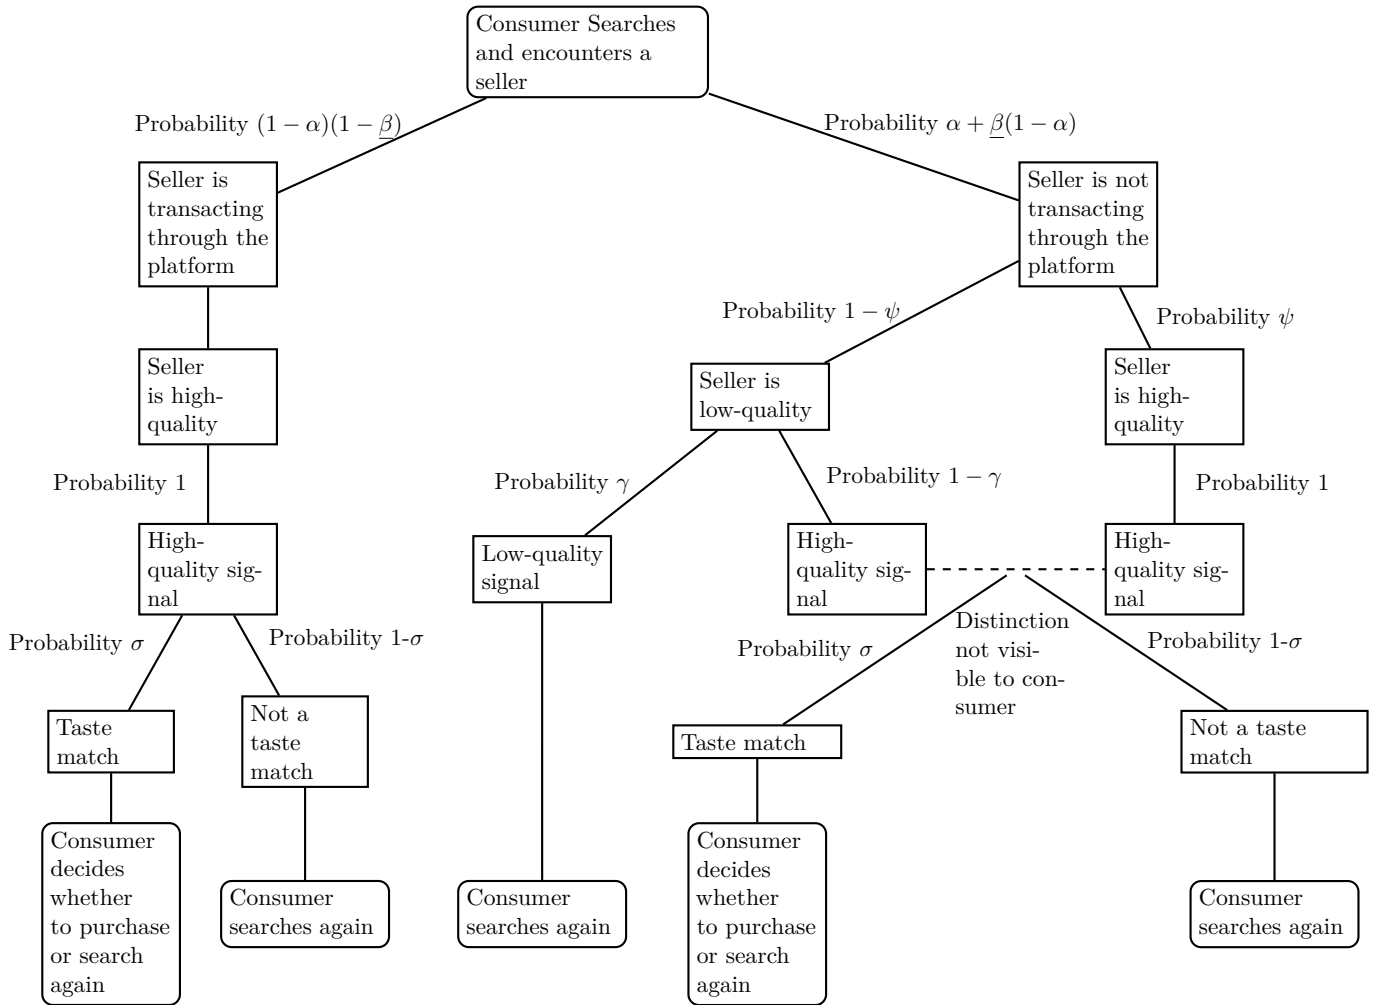 Consumer Searches
and encounters a
seller
Probability (1 − α)(1 − β̲)
Probability α + β̲(1 − α)
Seller is
transacting
through the
platform
Seller is not
transacting
through the
platform
Probability 1 − ψ
Probability ψ
Seller
is high-
quality
Seller is
low-quality
Seller
is high-
quality
Probability 1
Probability γ
Probability 1 − γ
Probability 1
High-
quality sig-
nal
Low-quality
signal
High-
quality sig-
nal
High-
quality sig-
nal
Probability σ
Probability 1-σ
Probability σ
Distinction
not visi-
ble to con-
sumer
Probability 1-σ
Taste
match
Not a
taste
match
Taste match
Not a taste
match
Consumer
decides
whether
to purchase
or search
again
Consumer
searches again
Consumer
searches again
Consumer
decides
whether
to purchase
or search
again
Consumer
searches again